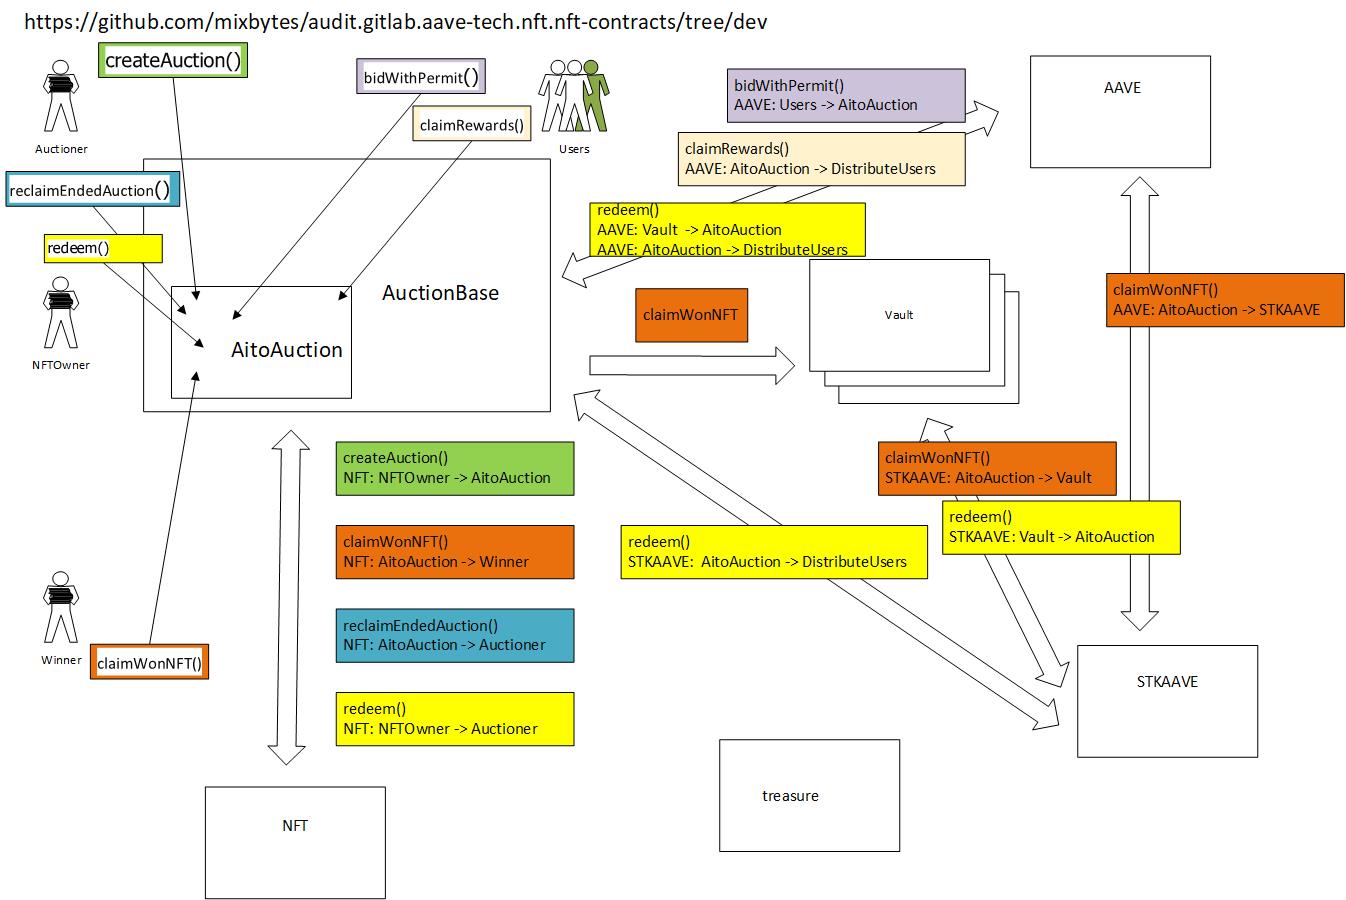 https://github.com/mixbytes/audit.gitlab.aave-tech.nft.nft-contracts/tree/dev
createAuction()
bidWithPermit()
claimRewards()
Auctioner
Users
bidWithPermit()
AAVE: Users -> AitoAuction
AAVE
claimRewards()
AAVE: AitoAuction -> DistributeUsers
reclaimEndedAuction()
redeem()
redeem()
AAVE: Vault -> AitoAuction
AAVE: AitoAuction -> DistributeUsers
NFTOwner
AuctionBase
AitoAuction
claimWonNFT
Vault
claimWonNFT()
AAVE: AitoAuction -> STKAAVE
createAuction()
NFT: NFTOwner -> AitoAuction
claimWonNFT()
STKAAVE: AitoAuction -> Vault
redeem()
STKAAVE: Vault -> AitoAuction
claimWonNFT()
NFT: AitoAuction -> Winner
redeem()
STKAAVE: AitoAuction -> DistributeUsers
reclaimEndedAuction()
NFT: AitoAuction -> Auctioner
Winner
claimWonNFT()
redeem()
NFT: NFTOwner -> Auctioner
STKAAVE
treasure
NFT